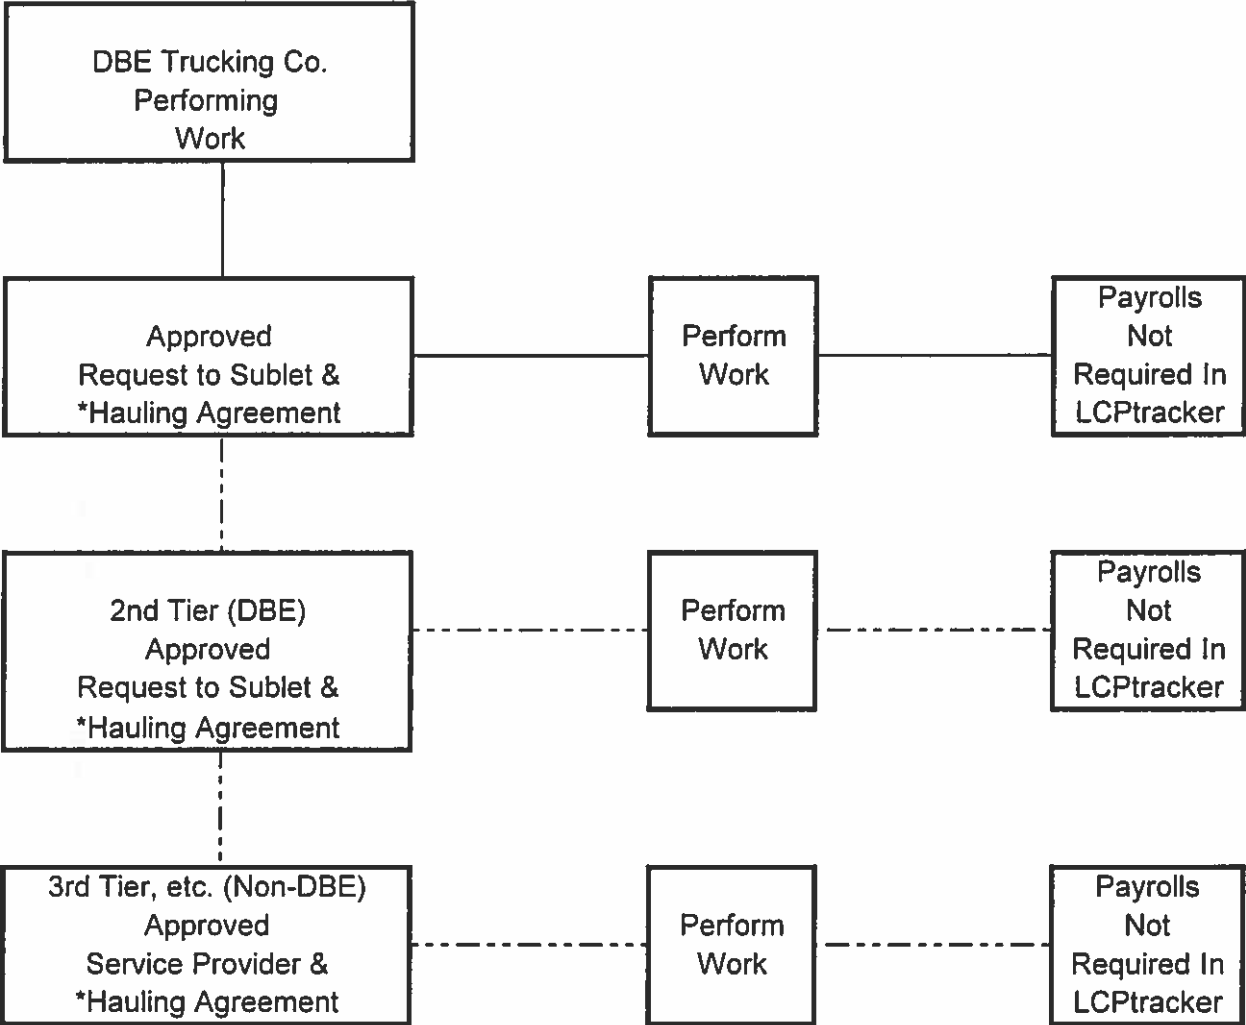 DBE Trucking Co.
Performing
Work
Approved
Request to Sublet &
*Hauling Agreement
Perform
Work
Payrolls
Not
Required In
LCPtracker
2nd Tier (DBE)
Approved
Request to Sublet &
*Hauling Agreement
Perform
Work
Payrolls
Not
Required In
LCPtracker
3rd Tier, etc. (Non-DBE)
Approved
Service Provider &
*Hauling Agreement
Perform
Work
Payrolls
Not
Required In
LCPtracker